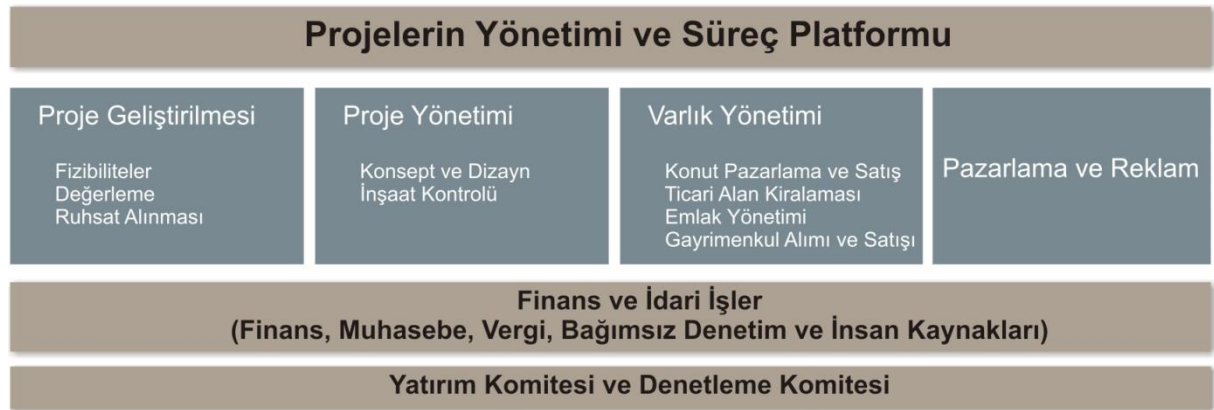 Projelerin Yönetimi ve Süreç Platformu
Proje Geliştirilmesi
Fizibiliteler
Değerleme
Ruhsat Alınması
Proje Yönetimi
Konsept ve Dizayn
İnşaat Kontrolü
Varlık Yönetimi
Konut Pazarlama ve Satış
Ticari Alan Kiralaması
Emlak Yönetimi
Gayrimenkul Alımı ve Satışı
Pazarlama ve Reklam
Finans ve İdari İşler
(Finans, Muhasebe, Vergi, Bağımsız Denetim ve İnsan Kaynakları)
Yatırım Komitesi ve Denetleme Komitesi